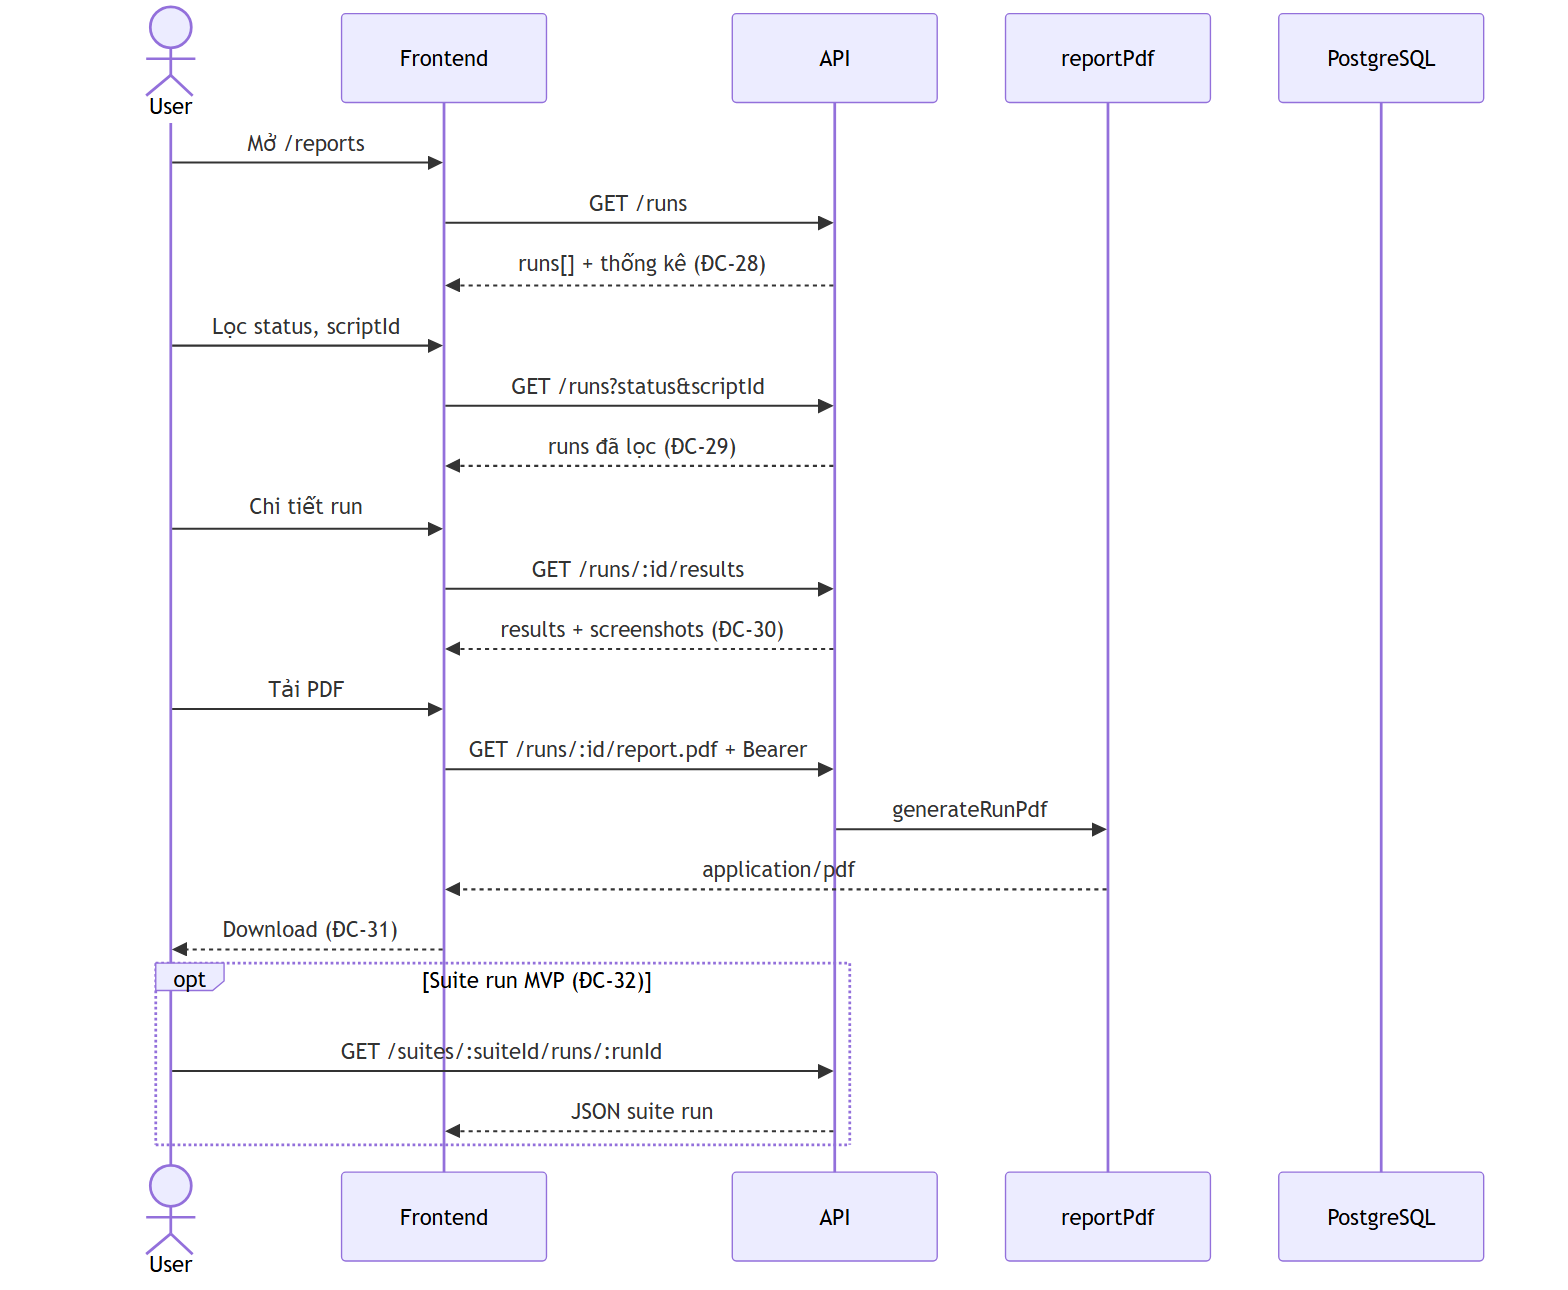 User
Frontend
API
reportPdf
PostgreSQL
Mở /reports
GET /runs
runs[] + thống kê (ĐC-28)
Lọc status, scriptId
GET /runs?status&scriptId
runs đã lọc (ĐC-29)
Chi tiết run
GET /runs/:id/results
results + screenshots (ĐC-30)
Tải PDF
GET /runs/:id/report.pdf + Bearer
generateRunPdf
application/pdf
Download (ĐC-31)
opt
[Suite run MVP (ĐC-32)]
GET /suites/:suiteId/runs/:runId
JSON suite run
User
Frontend
API
reportPdf
PostgreSQL